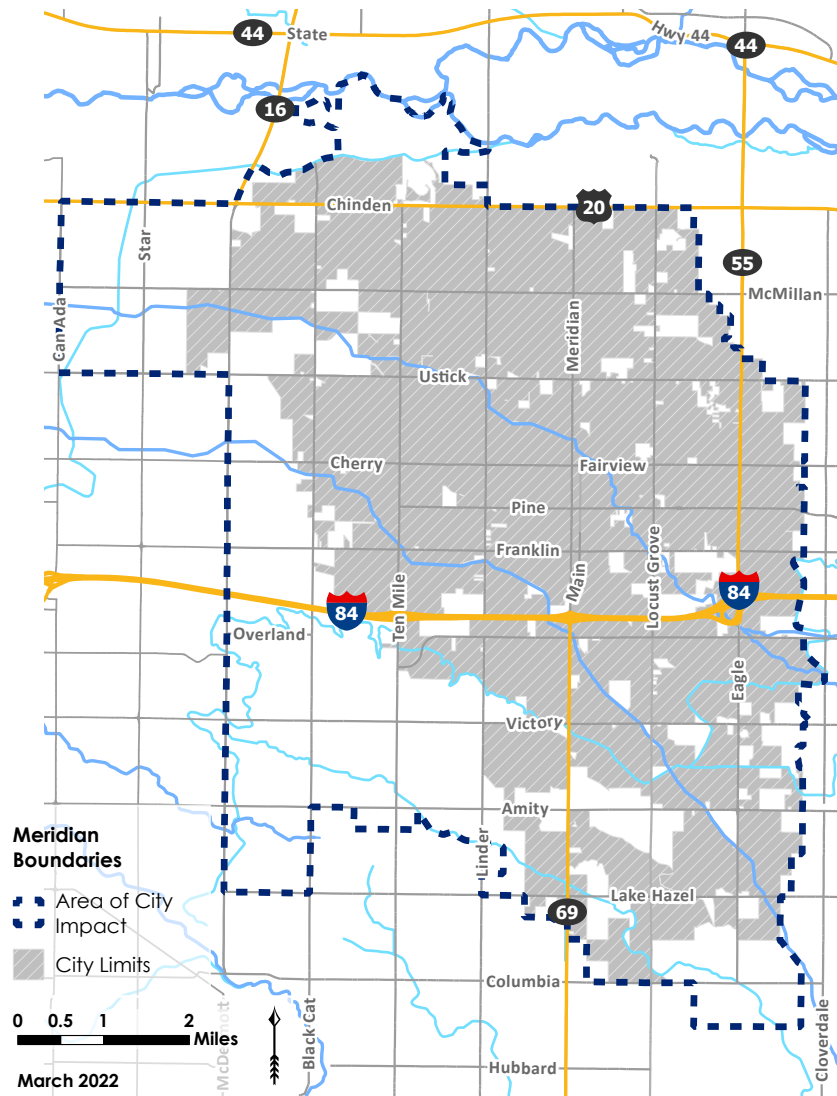 44
State
Hwy 44
44
16
Chinden
20
Star
55
McMillan
Can-Ada
Meridian
Ustick
Cherry
Fairview
Pine
Franklin
Locust Grove
Main
84
84
Ten Mile
Overland
Eagle
Victory
Amity
Linder
Lake Hazel
69
Columbia
Hubbard
McDermott
Black Cat
Cloverdale
Meridian
Boundaries
Area of City
Impact
City Limits
0 0.5 1 2
Miles
March 2022